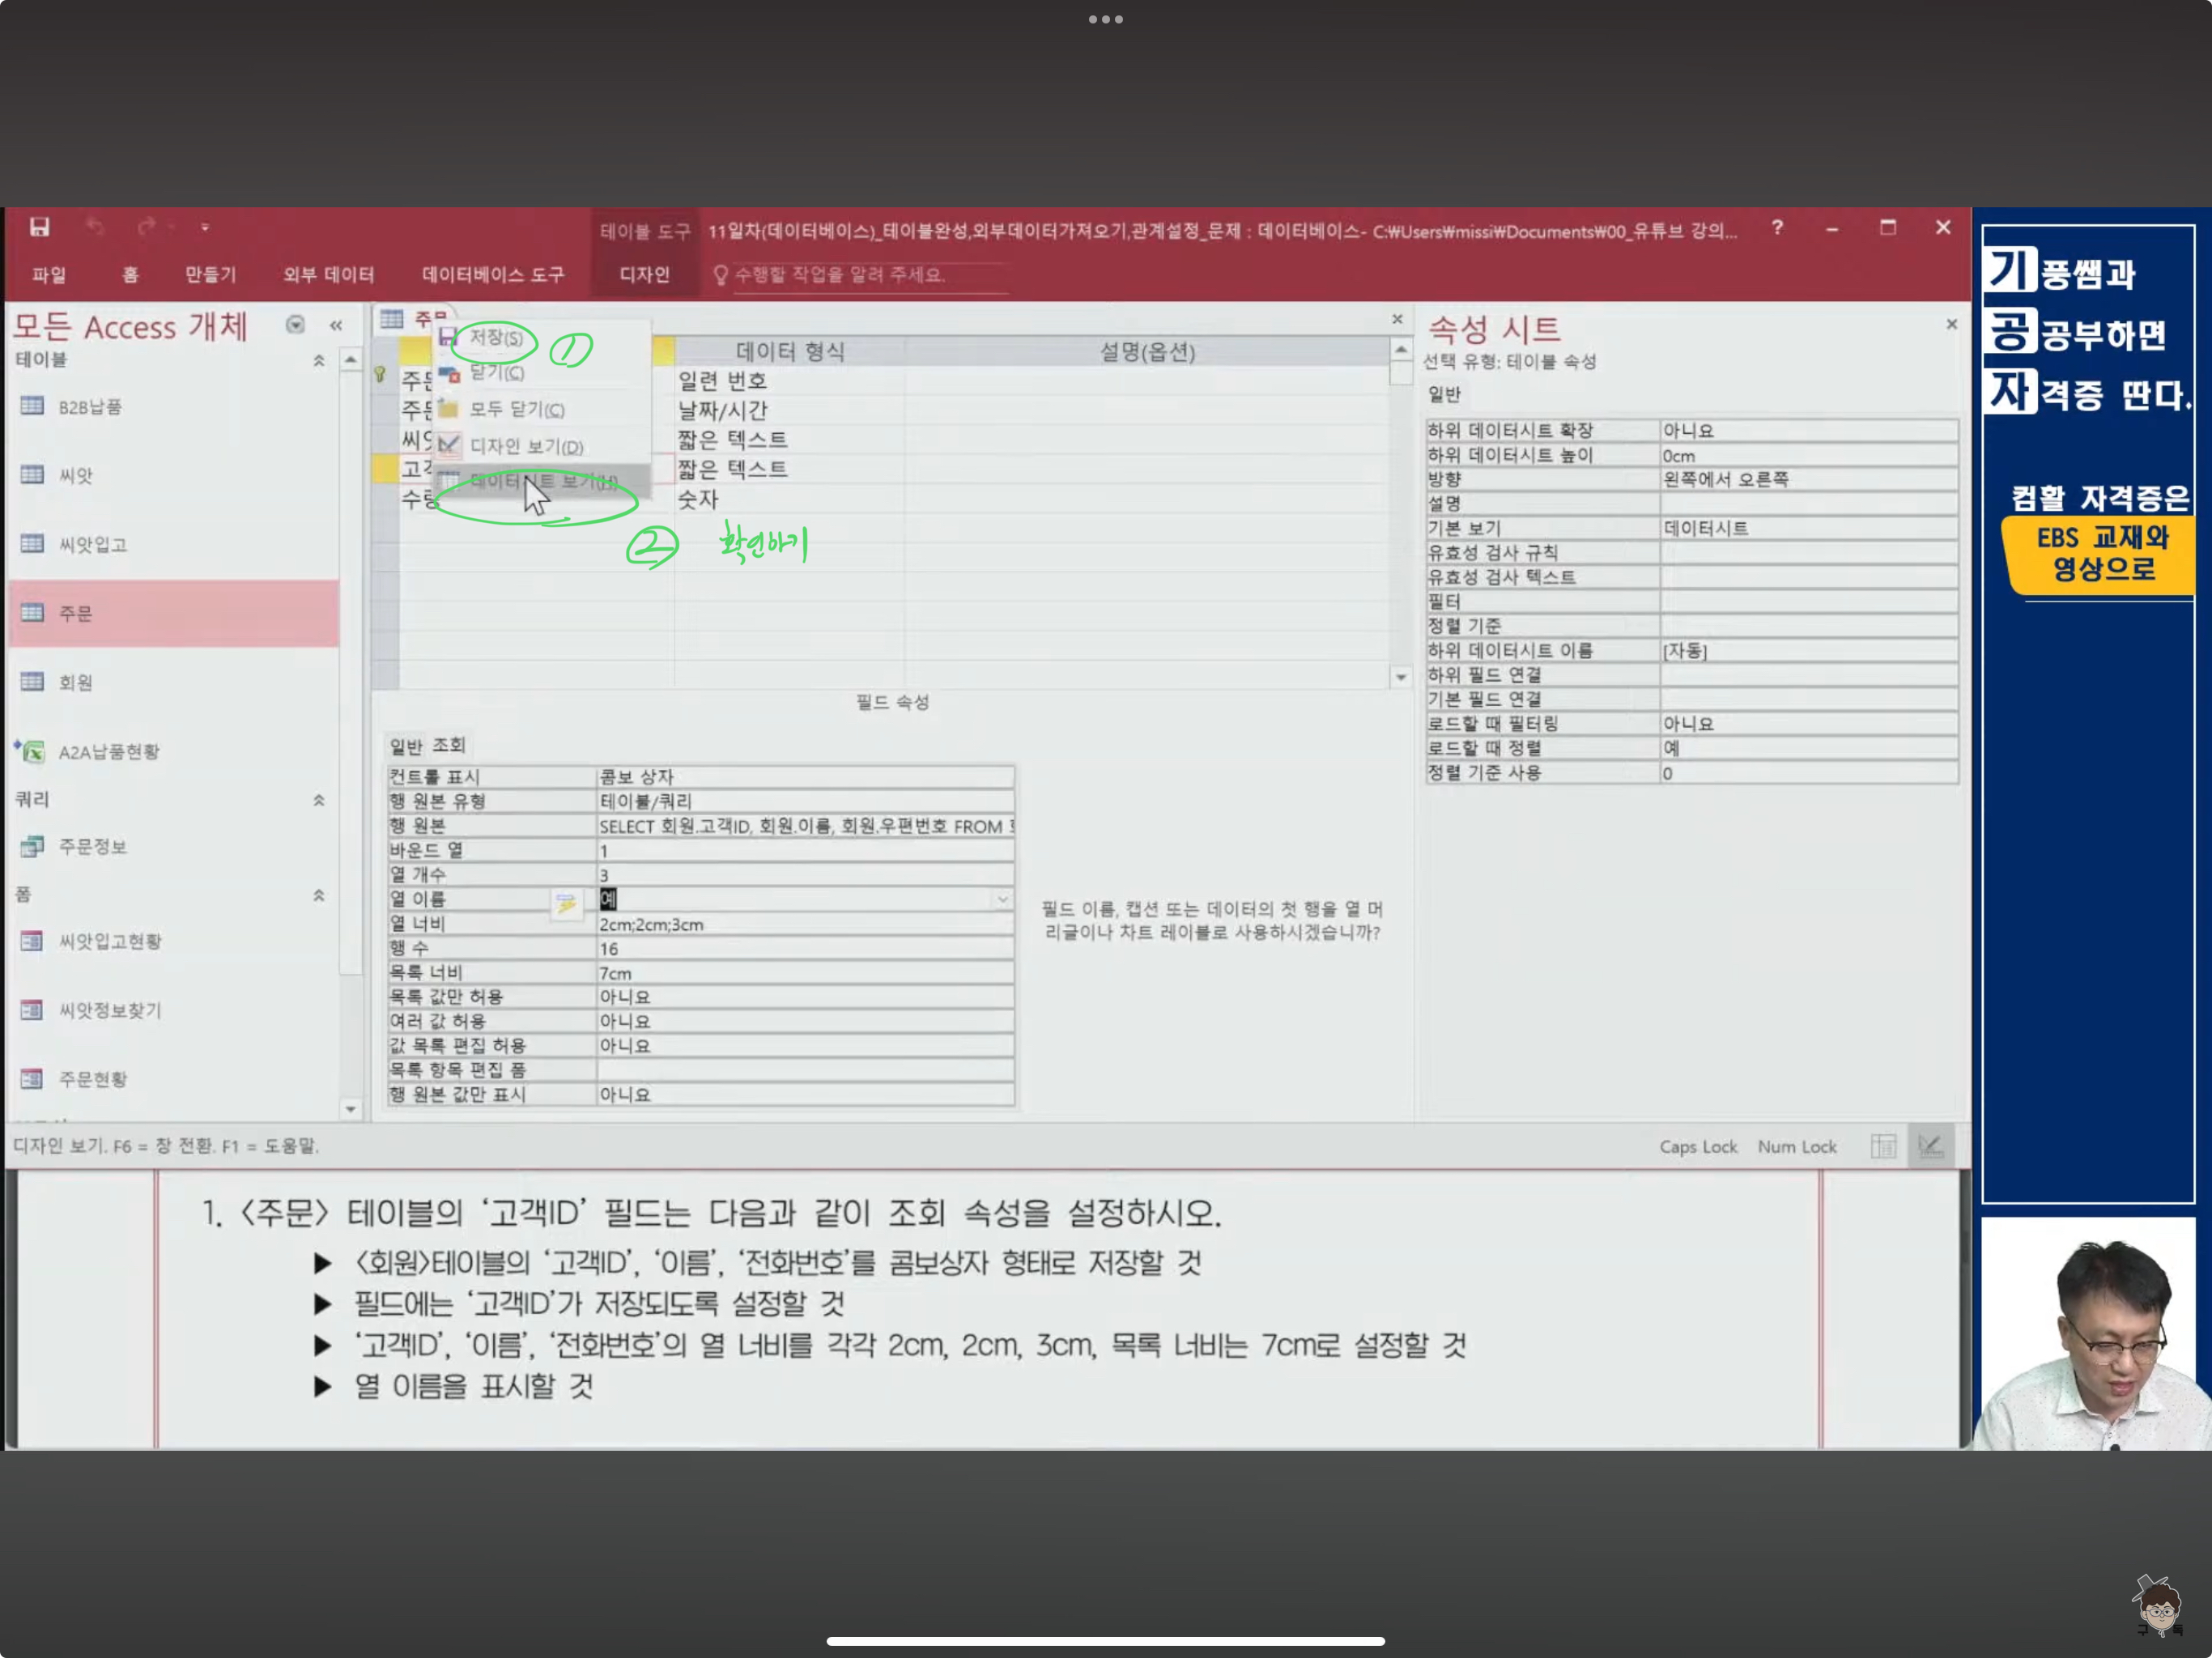 테이블 도구
11일차(데이터베이스)_테이블완성,외부데이터가져오기,관계설정_문제 : 데이터베이스- C:₩Users₩missi₩Documents₩00_유튜브 강의...
?
파일 홈 만들기 외부 데이터 데이터베이스 도구 디자인 수행할 작업을 알려 주세요.
모든 Access 개체
테이블
B2B납품
씨앗
씨앗입고
주문
회원
A2A납품현황
쿼리
주문정보
폼
씨앗입고현황
씨앗정보찾기
주문현황
주문
저장(S) ①
닫기(C)
모두 닫기(C)
디자인 보기(D)
데이터시트 보기(H)
② 확인하기
데이터 형식 설명(옵션)
일련 번호
날짜/시간
짧은 텍스트
짧은 텍스트
수량 숫자
필드 속성
일반 조회
컨트롤 표시 콤보 상자
행 원본 유형 테이블/쿼리
행 원본 SELECT 회원.고객ID, 회원.이름, 회원.우편번호 FROM
바운드 열 1
열 개수 3
열 이름 예
열 너비 2cm;2cm;3cm
행 수 16
목록 너비 7cm
목록 값만 허용 아니요
여러 값 허용 아니요
값 목록 편집 허용 아니요
목록 항목 편집 폼
행 원본 값만 표시 아니요
필드 이름, 캡션 또는 데이터의 첫 행을 열 머
리글이나 차트 레이블로 사용하시겠습니까?
속성 시트
선택 유형: 테이블 속성
일반
하위 데이터시트 확장 아니요
하위 데이터시트 높이 0cm
방향 왼쪽에서 오른쪽
설명
기본 보기 데이터시트
유효성 검사 규칙
유효성 검사 텍스트
필터
정렬 기준
하위 데이터시트 이름 [자동]
하위 필드 연결
기본 필드 연결
로드할 때 필터링 아니요
로드할 때 정렬 예
정렬 기준 사용 0
디자인 보기. F6 = 창 전환. F1 = 도움말.
Caps Lock Num Lock
1. 〈주문〉 테이블의 ‘고객ID’ 필드는 다음과 같이 조회 속성을 설정하시오.
▶ 〈회원〉테이블의 ‘고객ID’, ‘이름’, ‘전화번호’를 콤보상자 형태로 저장할 것
▶ 필드에는 ‘고객ID’가 저장되도록 설정할 것
▶ ‘고객ID’, ‘이름’, ‘전화번호’의 열 너비를 각각 2cm, 2cm, 3cm, 목록 너비는 7cm로 설정할 것
▶ 열 이름을 표시할 것
기풍쌤과
공공부하면
자격증 딴다.
컴활 자격증은
EBS 교재와
영상으로
구독